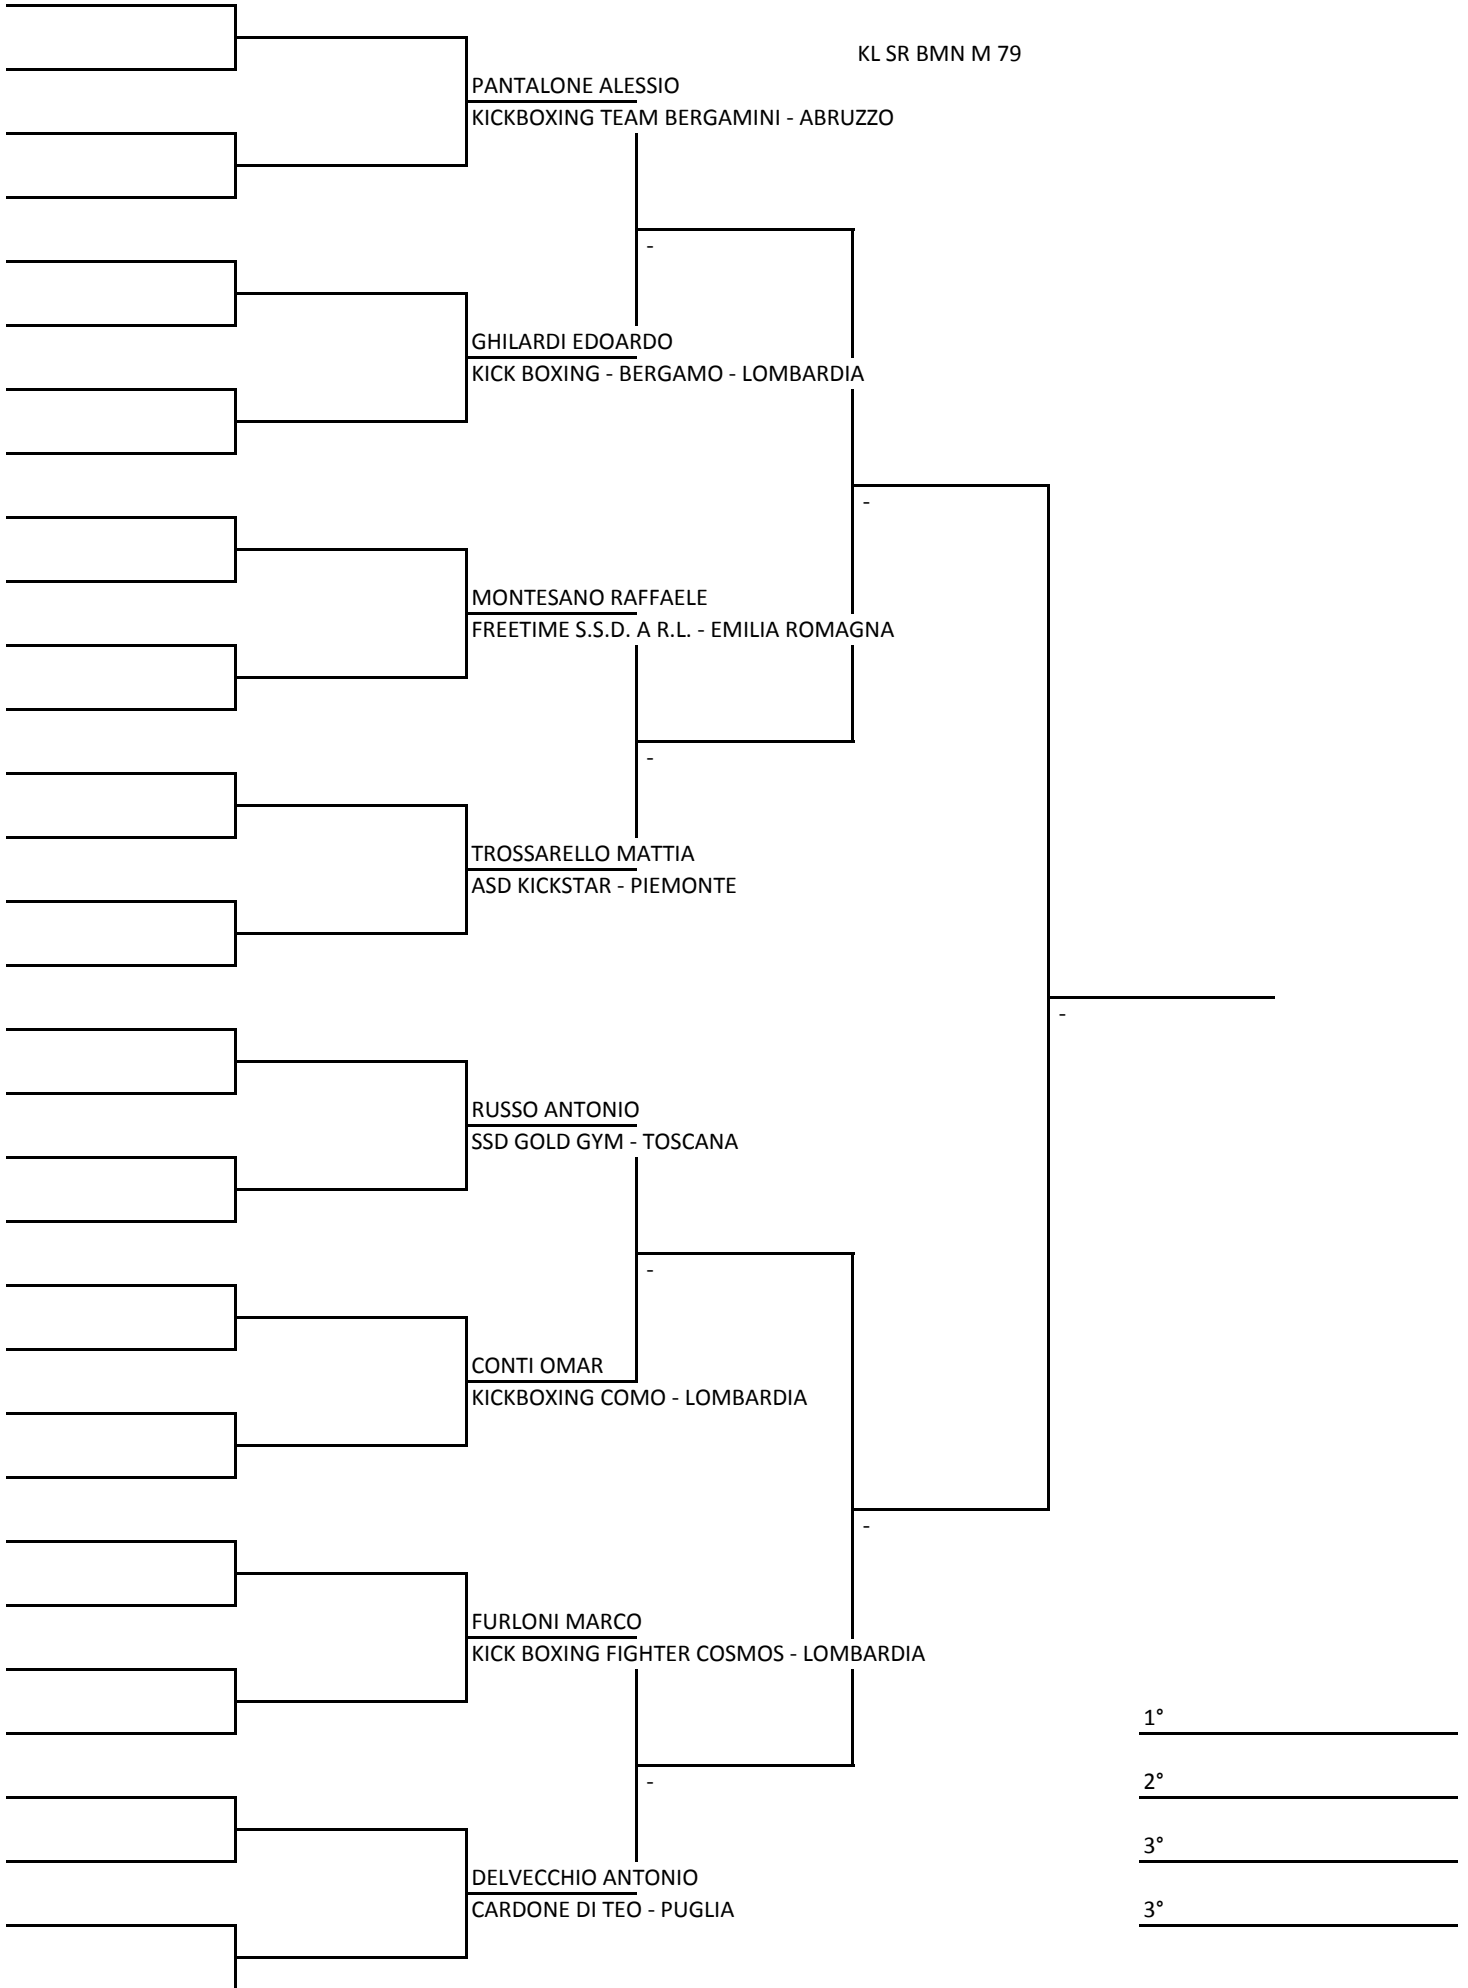 KL SR BMN M 79
PANTALONE ALESSIO
KICKBOXING TEAM BERGAMINI - ABRUZZO
-
GHILARDI EDOARDO
KICK BOXING - BERGAMO - LOMBARDIA
-
MONTESANO RAFFAELE
FREETIME S.S.D. A R.L. - EMILIA ROMAGNA
-
TROSSARELLO MATTIA
ASD KICKSTAR - PIEMONTE
-
RUSSO ANTONIO
SSD GOLD GYM - TOSCANA
-
CONTI OMAR
KICKBOXING COMO - LOMBARDIA
-
FURLONI MARCO
KICK BOXING FIGHTER COSMOS - LOMBARDIA
1°
-
2°
3°
DELVECCHIO ANTONIO
CARDONE DI TEO - PUGLIA
3°